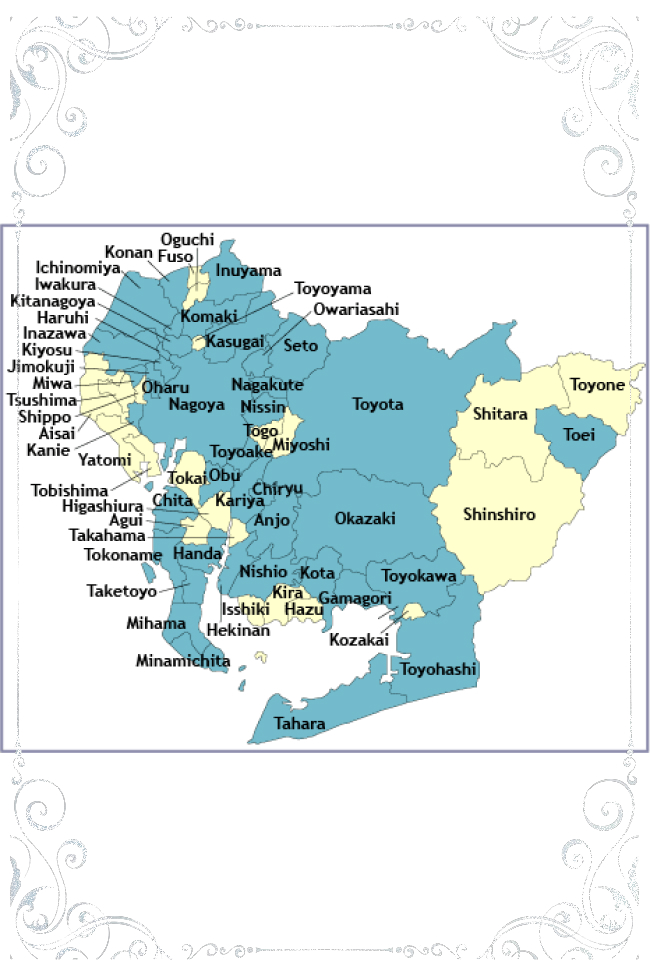 Oguchi
Konan
Fuso
Ichinomiya
Inuyama
Iwakura
Toyoyama
Kitanagoya
Owariasahi
Haruhi
Komaki
Inazawa
Kasugai
Kiyosu
Seto
Jimokuji
Miwa
Oharu
Nagakute
Toyone
Tsushima
Nagoya
Nissin
Toyota
Shippo
Shitara
Aisai
Togo
Toei
Kanie
Miyoshi
Toyoake
Yatomi
Tokai
Obu
Tobishima
Chiryu
Chita
Kariya
Higashiura
Shinshiro
Agui
Anjo
Okazaki
Takahama
Tokoname
Handa
Nishio
Kota
Toyokawa
Taketoyo
Kira
Gamagori
Isshiki
Hazu
Mihama
Hekinan
Kozakai
Minamichita
Toyohashi
Tahara